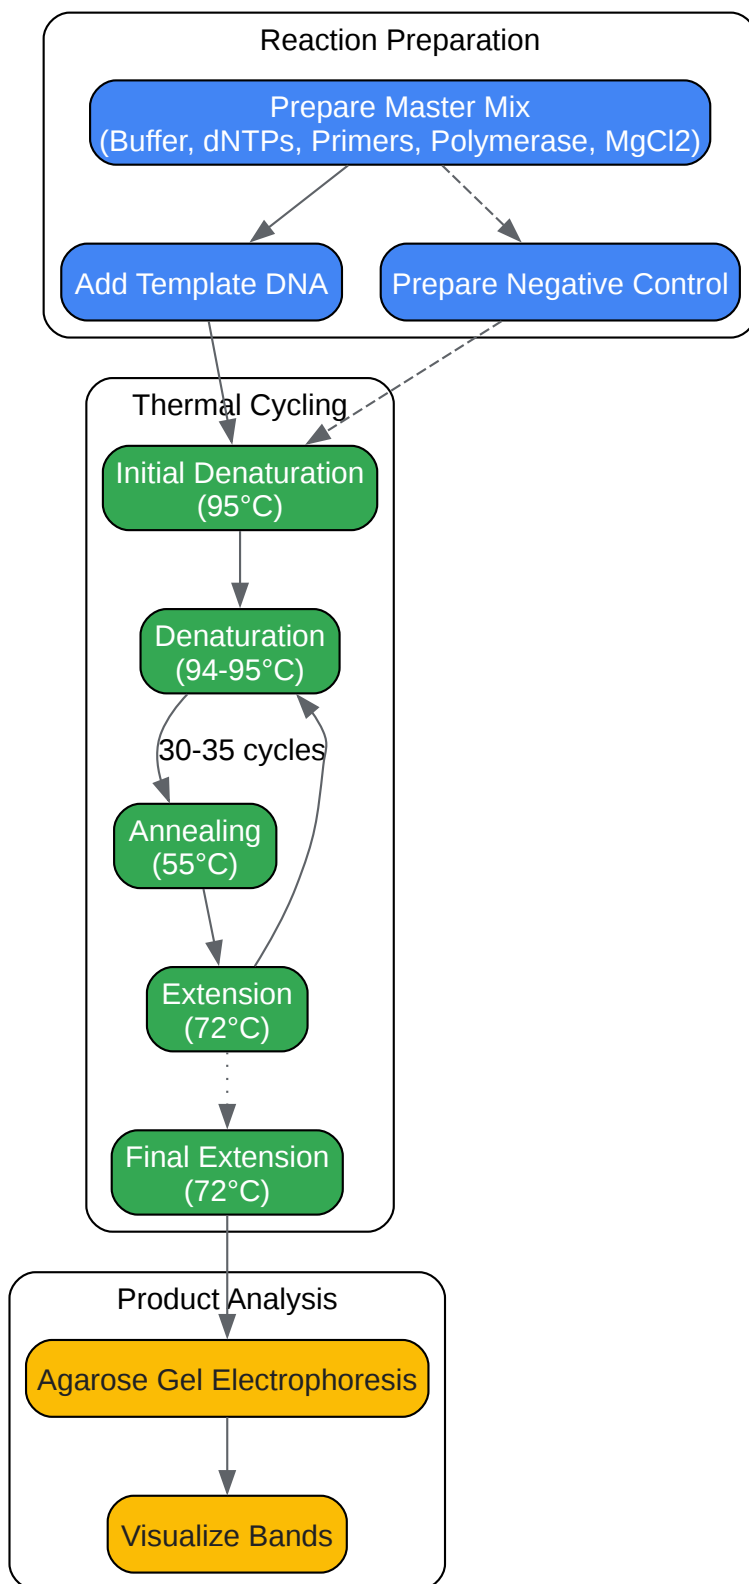 Reaction Preparation
Prepare Master Mix
(Buffer, dNTPs, Primers, Polymerase, MgCl2)
Add Template DNA
Prepare Negative Control
Thermal Cycling
Initial Denaturation
(95°C)
Denaturation
(94-95°C)
30-35 cycles
Annealing
(55°C)
Extension
(72°C)
Final Extension
(72°C)
Product Analysis
Agarose Gel Electrophoresis
Visualize Bands